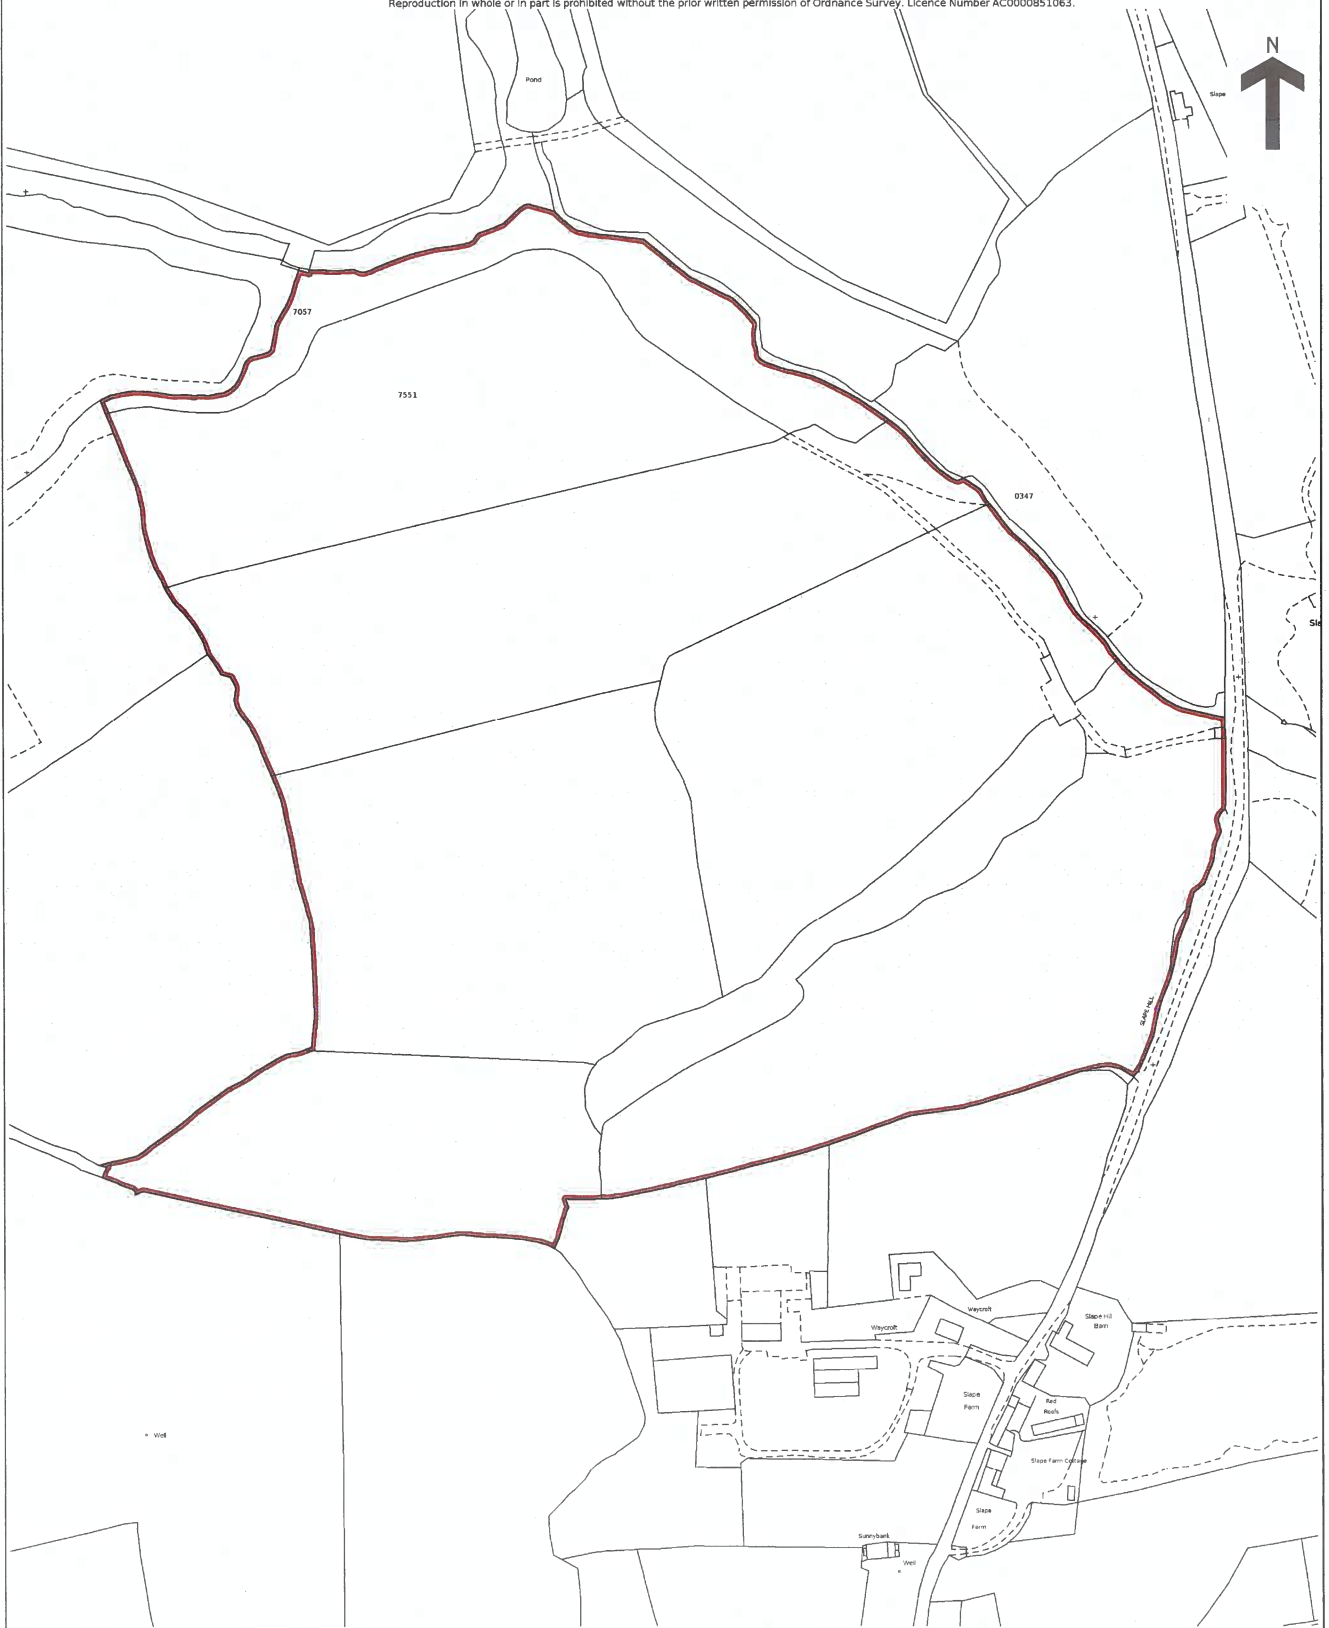 Reproduction in whole or in part is prohibited without the prior written permission of Ordnance Survey. Licence Number AC0000851063.
N
Pond
Slape
7057
7551
0347
Sla
SLAPE HILL
Waycroft
Waycroft
Slape Hill
Barn
Slape
Farm
Red
Roofs
Slape Farm Cottage
Slape
Farm
Sunnybank
Well
Well